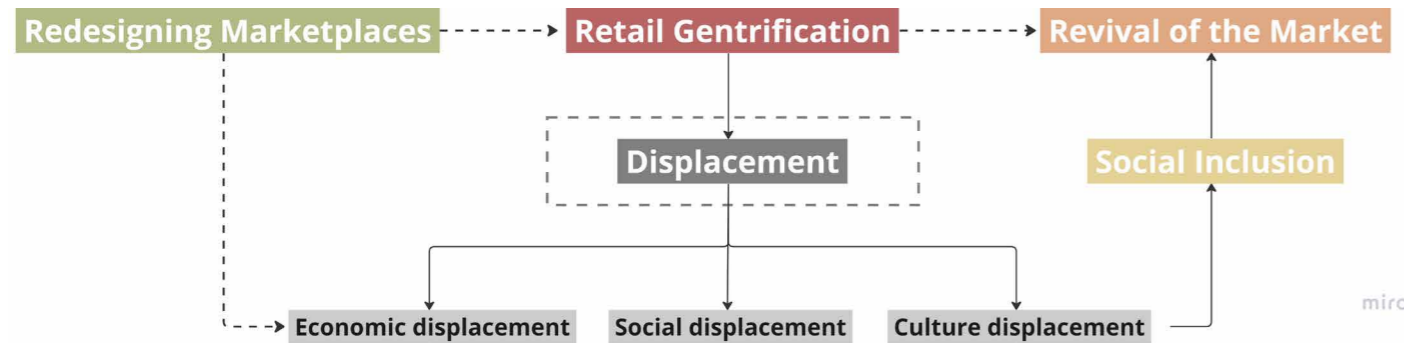 Redesigning Marketplaces
Retail Gentrification
Revival of the Market
Displacement
Social Inclusion
Economic displacement
Social displacement
Culture displacement